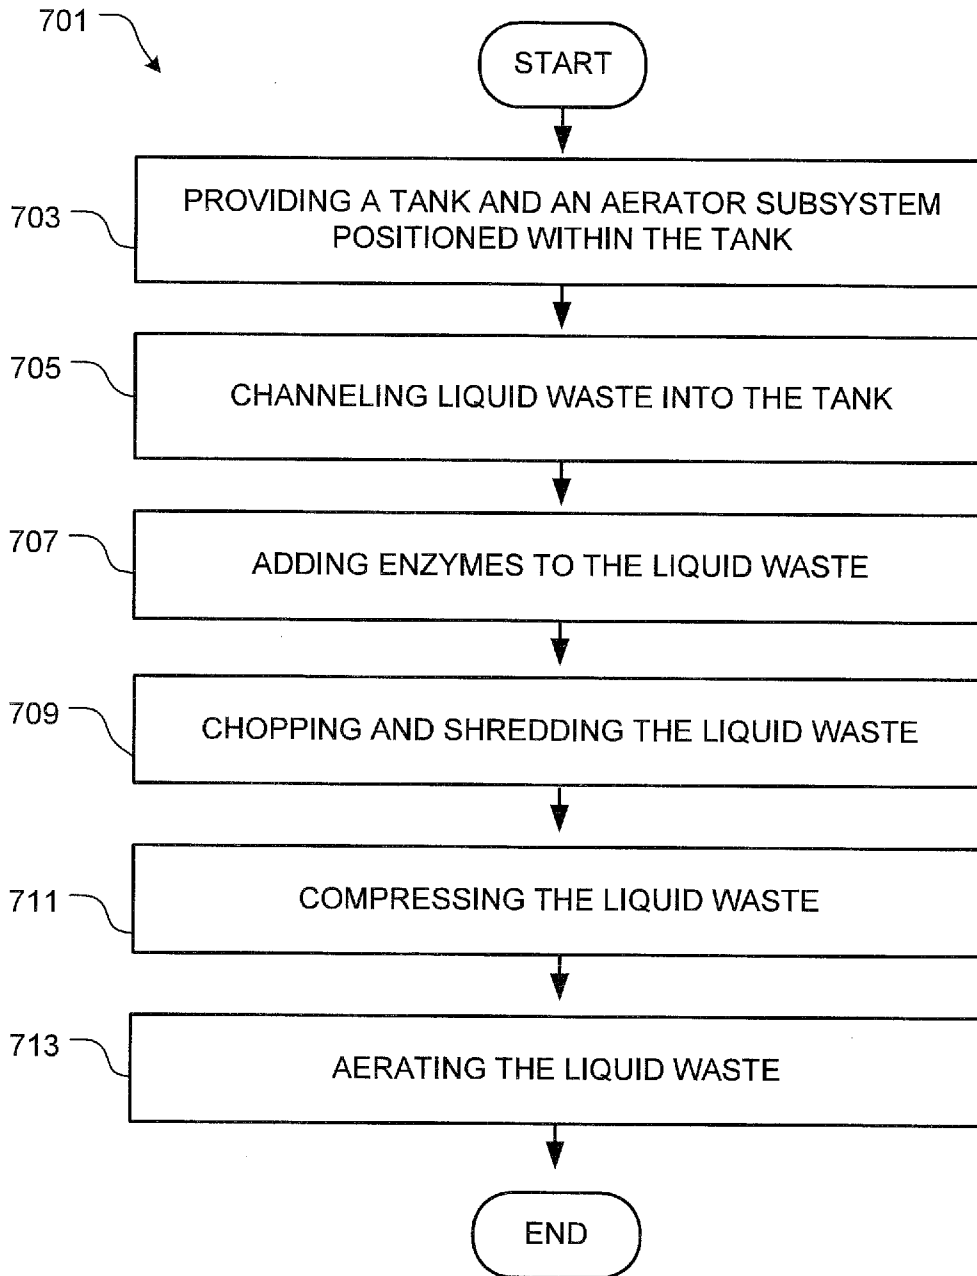 701
START
703
PROVIDING A TANK AND AN AERATOR SUBSYSTEM
POSITIONED WITHIN THE TANK
705
CHANNELING LIQUID WASTE INTO THE TANK
707
ADDING ENZYMES TO THE LIQUID WASTE
709
CHOPPING AND SHREDDING THE LIQUID WASTE
711
COMPRESSING THE LIQUID WASTE
713
AERATING THE LIQUID WASTE
END